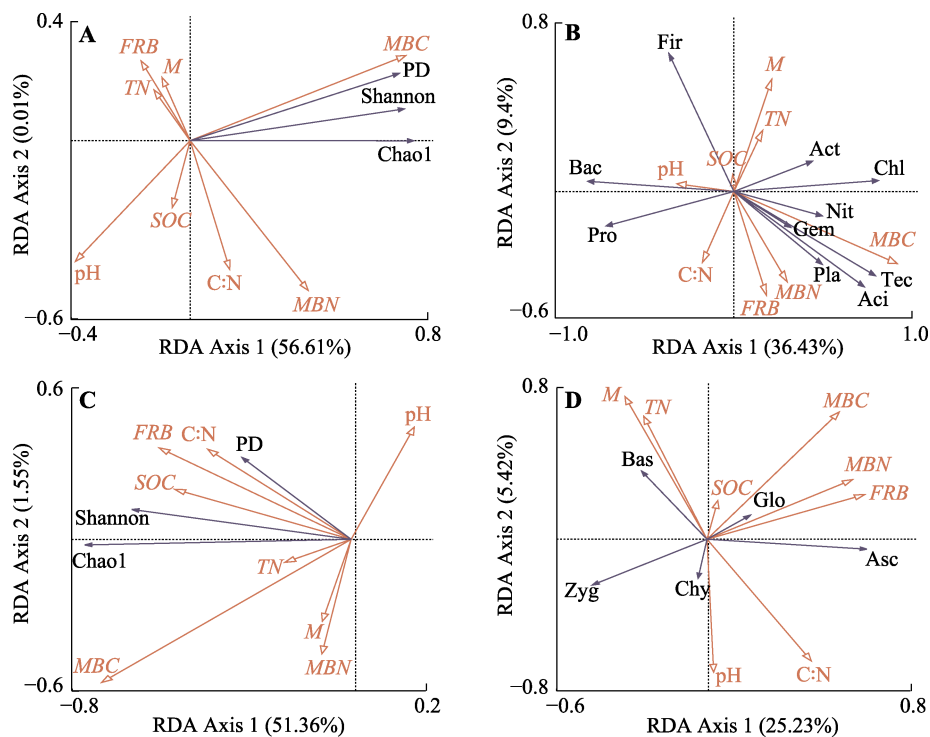 A
0.4
−0.6
−0.4
0.8
RDA Axis 2 (0.01%)
RDA Axis 1 (56.61%)
FRB
M
TN
MBC
PD
Shannon
Chao1
SOC
pH
C:N
MBN
B
0.8
−0.6
−1.0
1.0
RDA Axis 2 (9.4%)
RDA Axis 1 (36.43%)
Fir
M
TN
SOC
Act
Bac
pH
Chl
Pro
Nit
Gem
MBC
C:N
Pla
Tec
MBN
Aci
FRB
C
0.6
−0.6
−0.8
0.2
RDA Axis 2 (1.55%)
RDA Axis 1 (51.36%)
pH
FRB
C:N
PD
SOC
Shannon
Chao1
TN
M
MBC
MBN
D
0.8
−0.8
−0.6
0.8
RDA Axis 2 (5.42%)
RDA Axis 1 (25.23%)
M
TN
MBC
Bas
MBN
SOC
Glo
FRB
Asc
Zyg
Chy
pH
C:N